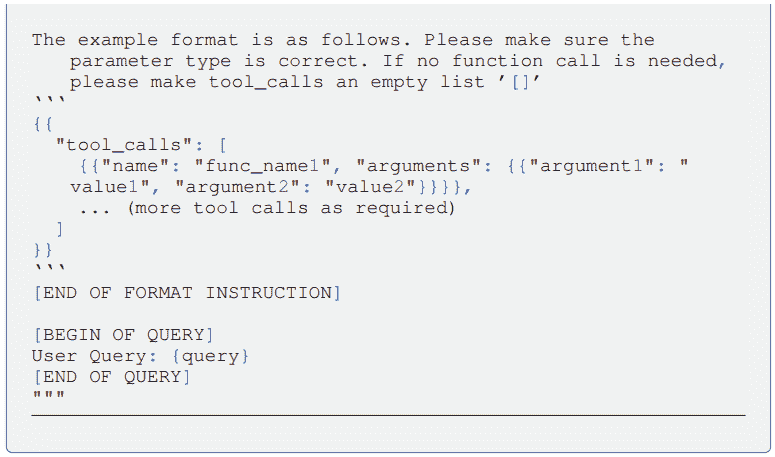 The example format is as follows. Please make sure the
parameter type is correct. If no function call is needed,
please make tool_calls an empty list ’[]’
‘‘‘
{{
"tool_calls": [
{{"name": "func_name1", "arguments": {{"argument1": "
value1", "argument2": "value2"}}}},
... (more tool calls as required)
]
}}
‘‘‘
[END OF FORMAT INSTRUCTION]
[BEGIN OF QUERY]
User Query: {query}
[END OF QUERY]
"""